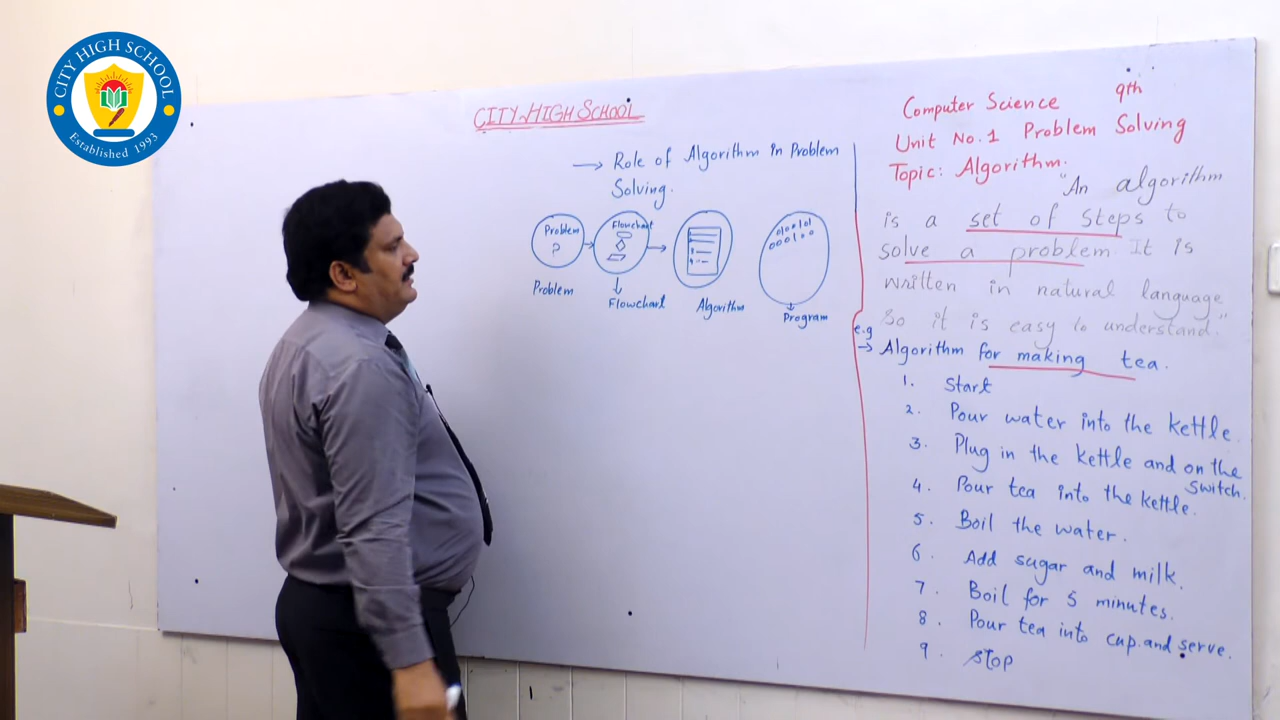 CITY HIGH SCHOOL
Established 1993
CITY HIGH SCHOOL
→ Role of Algorithm in Problem
Solving.
Problem
?
Problem
Flowchart
Flowchart
Algorithm
Program
Computer Science 9th
Unit No.1 Problem Solving
Topic: Algorithm.
"An algorithm
is a set of steps to
solve a problem It is
written in natural language
So it is easy to understand."
e.g
→ Algorithm for making tea.
1. Start
2. Pour water into the kettle.
3. Plug in the kettle and on the
switch.
4. Pour tea into the kettle.
5. Boil the water.
6. Add sugar and milk.
7. Boil for 5 minutes.
8. Pour tea into cup.and serve.
9. Stop